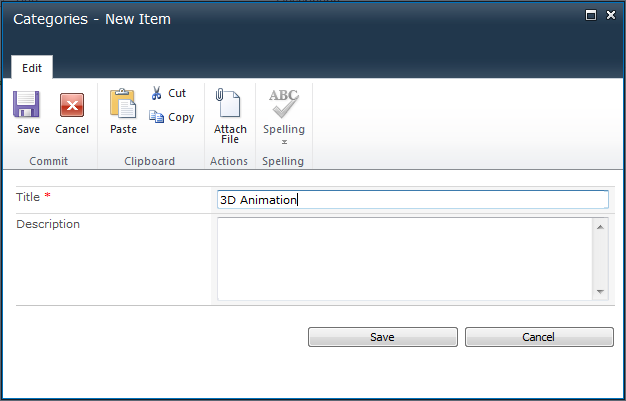 Categories - New Item
Edit
Save
Cancel
Paste
Cut
Copy
Attach
File
ABC
Spelling
Commit
Clipboard
Actions
Spelling
Title *
3D Animation
Description
Save
Cancel